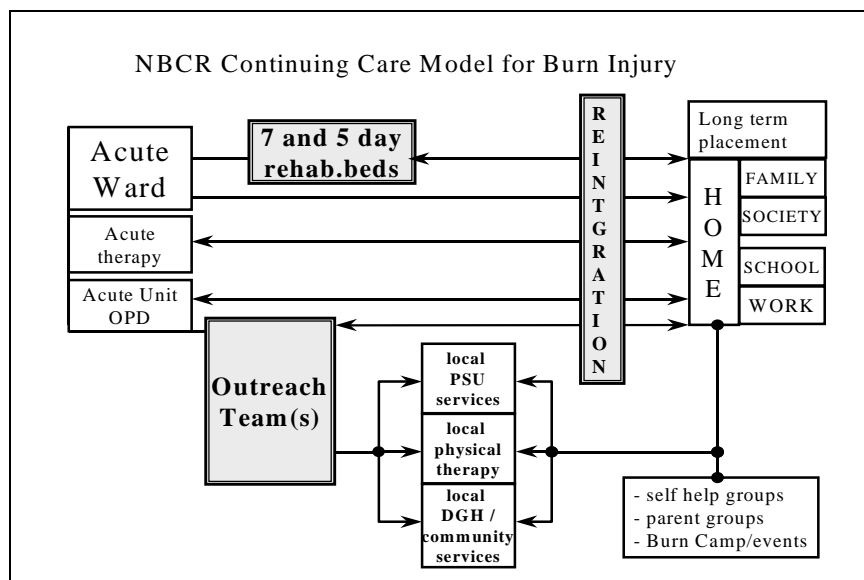 NBCR Continuing Care Model for Burn Injury
Acute
Ward
7 and 5 day
rehab.beds
REINTGRATION
Long term
placement
HOME
FAMILY
SOCIETY
SCHOOL
WORK
Acute
therapy
Acute Unit
OPD
Outreach
Team(s)
local
PSU
services
local
physical
therapy
local
DGH /
community
services
- self help groups
- parent groups
- Burn Camp/events